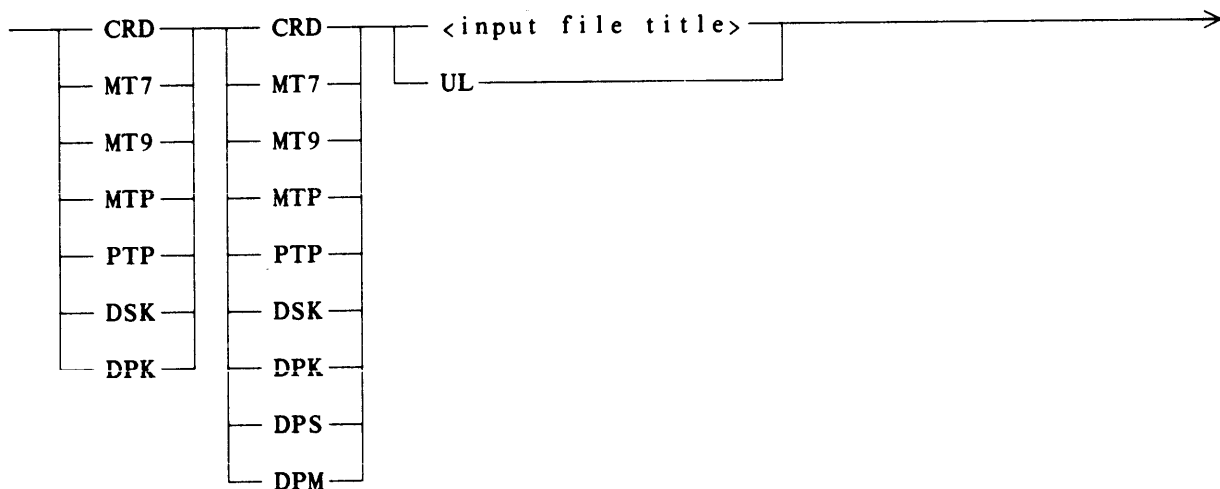 CRD CRD <input file title>
MT7 MT7 UL
MT9 MT9
MTP MTP
PTP PTP
DSK DSK
DPK DPK
DPS
DPM